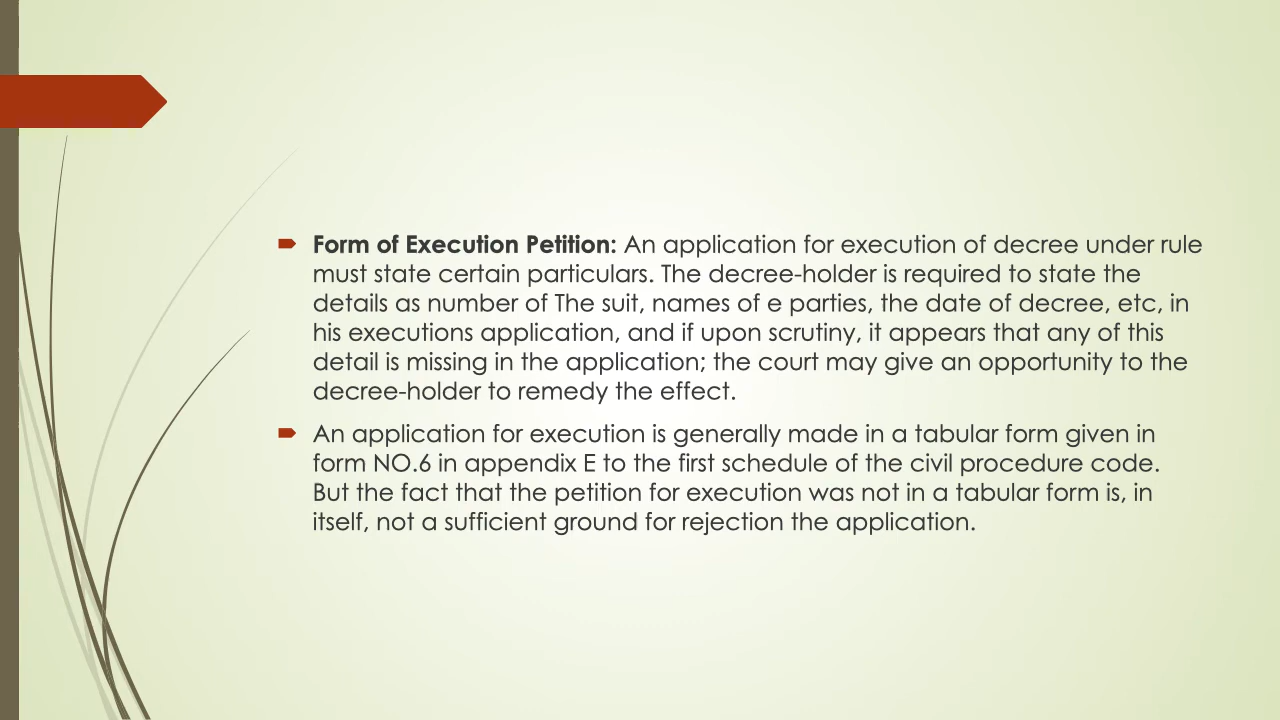 Form of Execution Petition: An application for execution of decree under rule
must state certain particulars. The decree-holder is required to state the
details as number of The suit, names of e parties, the date of decree, etc, in
his executions application, and if upon scrutiny, it appears that any of this
detail is missing in the application; the court may give an opportunity to the
decree-holder to remedy the effect.
An application for execution is generally made in a tabular form given in
form NO.6 in appendix E to the first schedule of the civil procedure code.
But the fact that the petition for execution was not in a tabular form is, in
itself, not a sufficient ground for rejection the application.